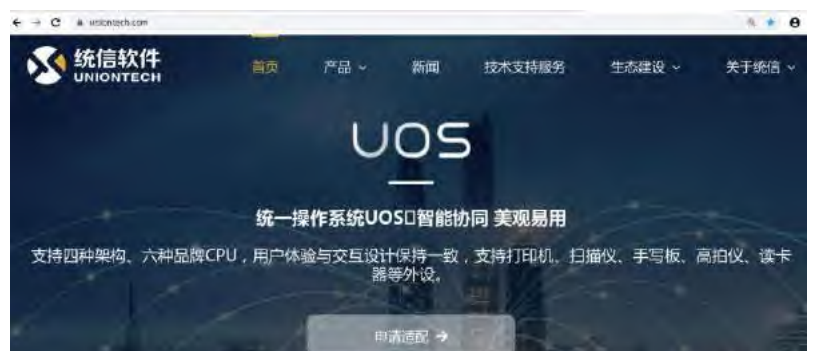 uniontech.com
统信软件
UNIONTECH
首页 产品 新闻 技术支持服务 生态建设 关于统信
UOS
统一操作系统UOS□智能协同 美观易用
支持四种架构、六种品牌CPU，用户体验与交互设计保持一致，支持打印机、扫描仪、手写板、高拍仪、读卡
器等外设。
申请适配 →